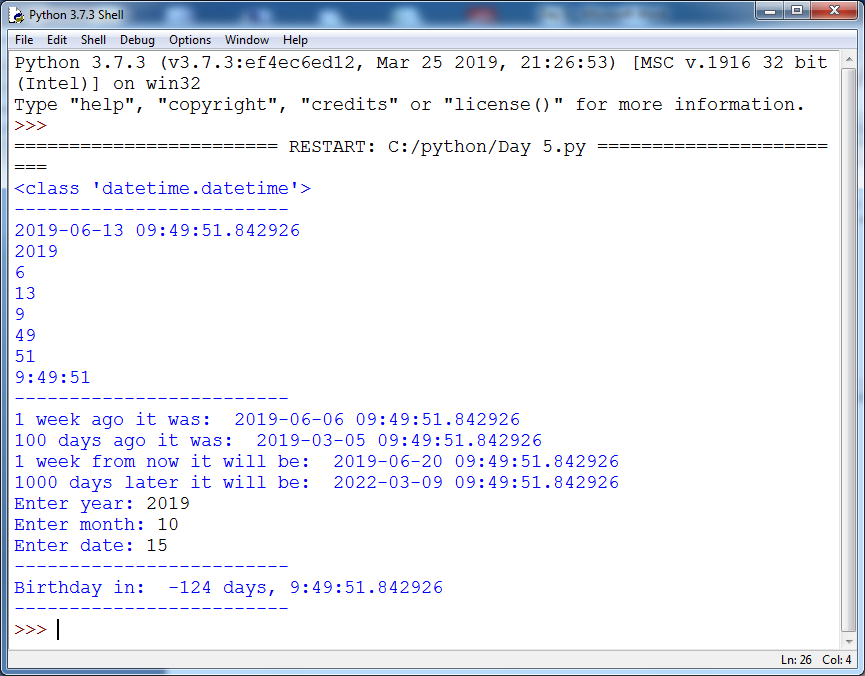 Python 3.7.3 Shell
File Edit Shell Debug Options Window Help
Python 3.7.3 (v3.7.3:ef4ec6ed12, Mar 25 2019, 21:26:53) [MSC v.1916 32 bit
(Intel)] on win32
Type "help", "copyright", "credits" or "license()" for more information.
>>>
======================== RESTART: C:/python/Day 5.py =====================
===
<class 'datetime.datetime'>
-------------------------
2019-06-13 09:49:51.842926
2019
6
13
9
49
51
9:49:51
-------------------------
1 week ago it was:  2019-06-06 09:49:51.842926
100 days ago it was:  2019-03-05 09:49:51.842926
1 week from now it will be:  2019-06-20 09:49:51.842926
1000 days later it will be:  2022-03-09 09:49:51.842926
Enter year: 2019
Enter month: 10
Enter date: 15
-------------------------
Birthday in:  -124 days, 9:49:51.842926
-------------------------
>>>
Ln: 26 Col: 4